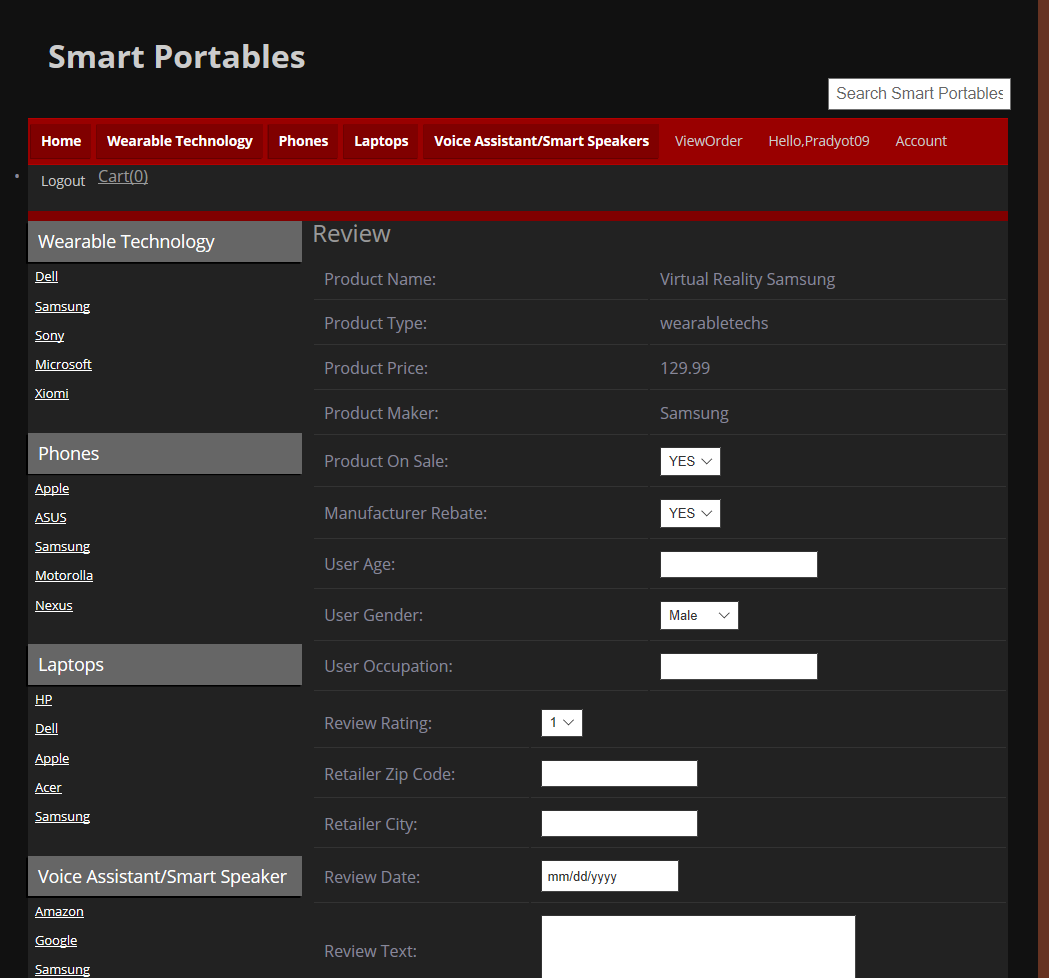 Smart Portables
Search Smart Portables
Home Wearable Technology Phones Laptops Voice Assistant/Smart Speakers ViewOrder Hello,Pradyot09 Account
Logout Cart(0)
Wearable Technology
Dell
Samsung
Sony
Microsoft
Xiomi
Phones
Apple
ASUS
Samsung
Motorolla
Nexus
Laptops
HP
Dell
Apple
Acer
Samsung
Voice Assistant/Smart Speaker
Amazon
Google
Samsung
Review
Product Name: Virtual Reality Samsung
Product Type: wearabletechs
Product Price: 129.99
Product Maker: Samsung
Product On Sale: YES
Manufacturer Rebate: YES
User Age:
User Gender: Male
User Occupation:
Review Rating: 1
Retailer Zip Code:
Retailer City:
Review Date: mm/dd/yyyy
Review Text: